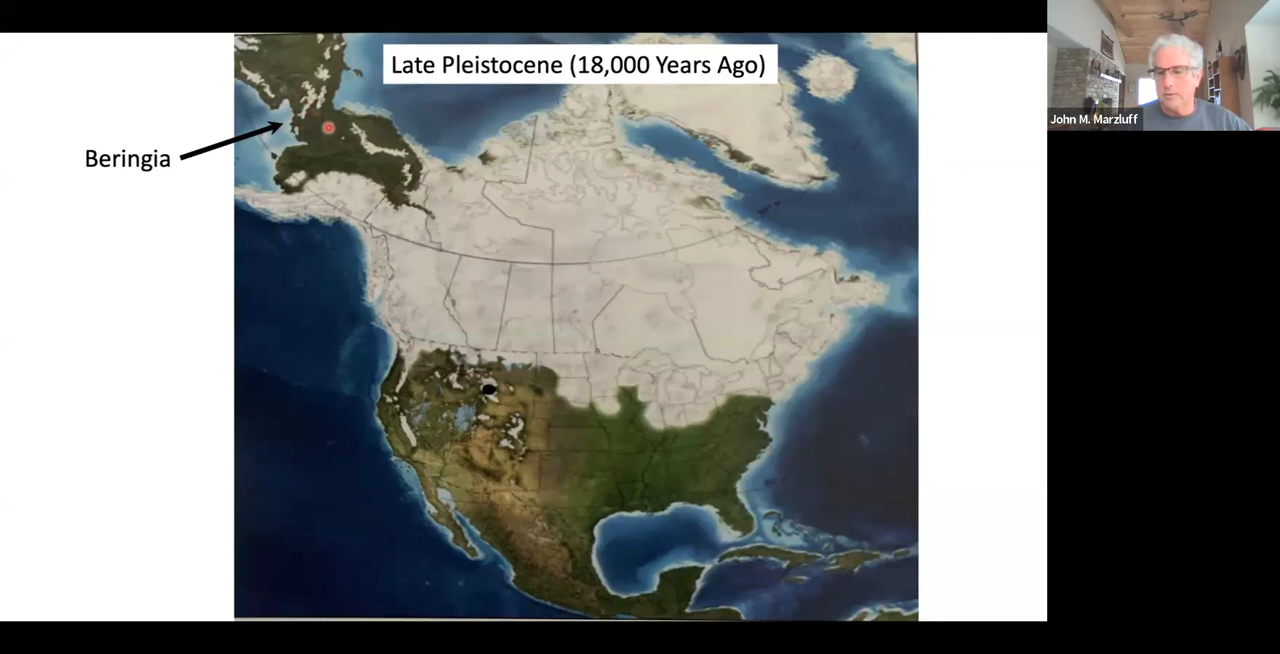 Late Pleistocene (18,000 Years Ago)
Beringia
John M. Marzluff